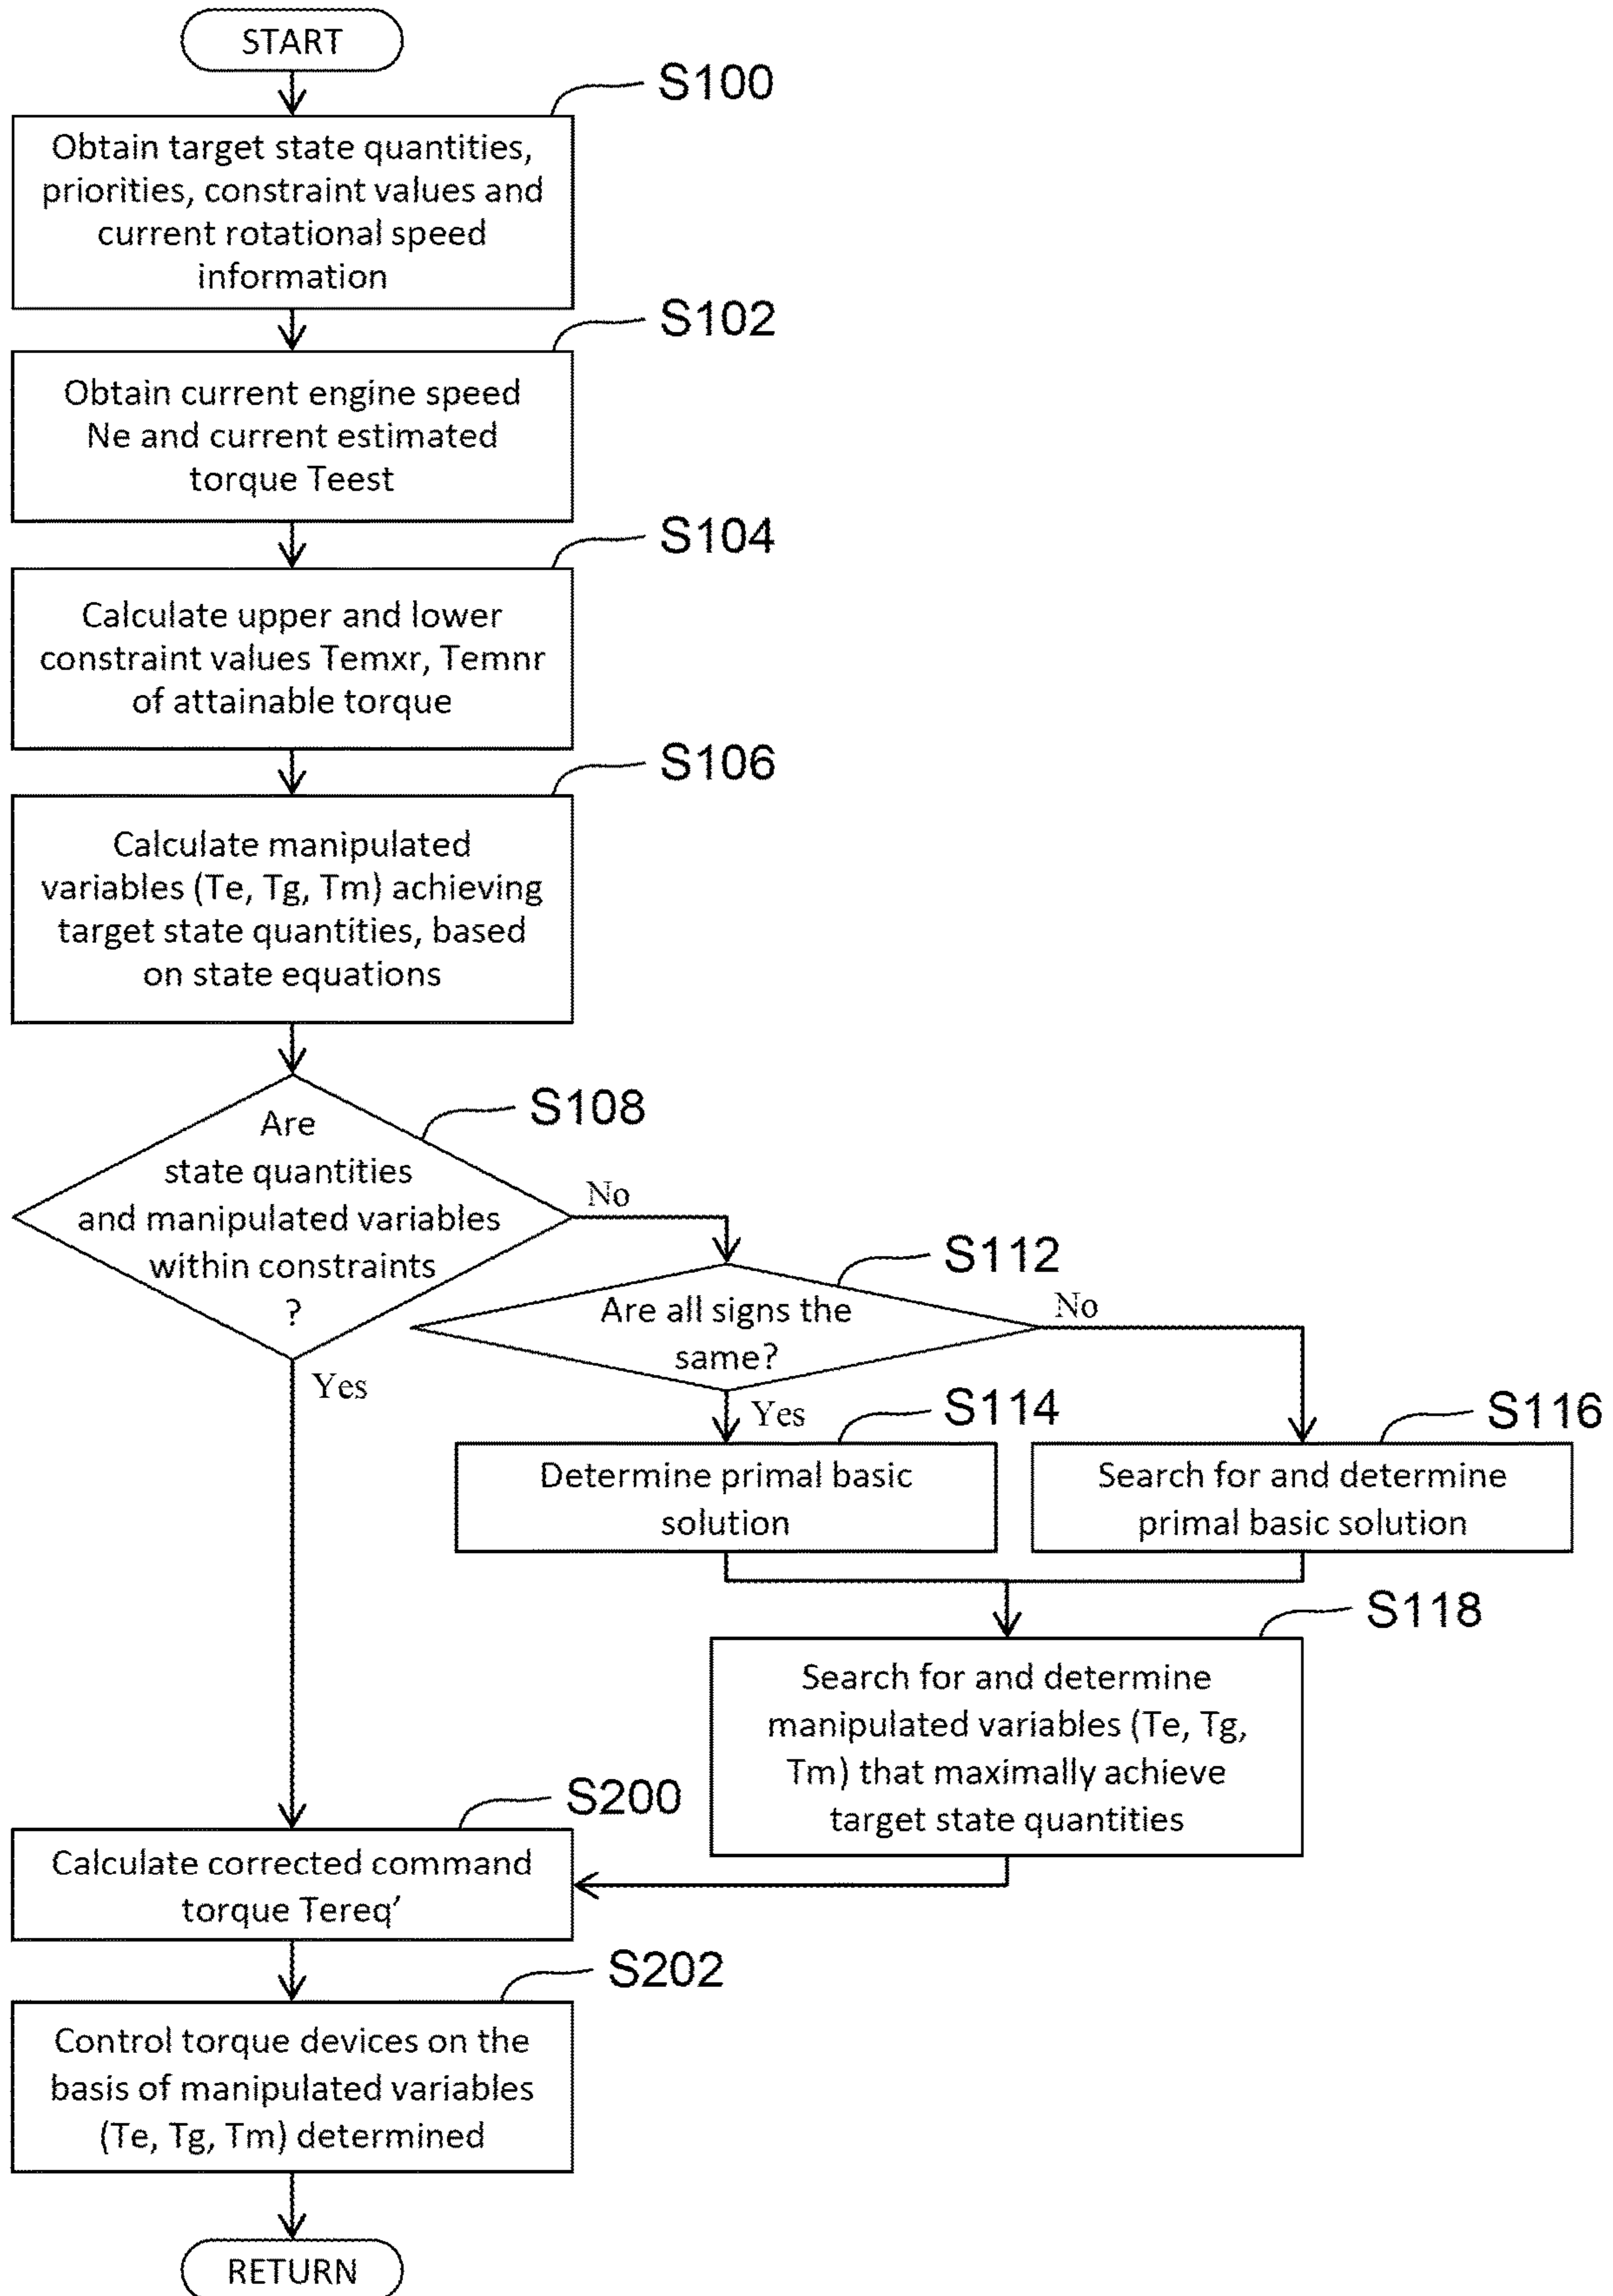 START
S100
Obtain target state quantities,
priorities, constraint values and
current rotational speed
information
S102
Obtain current engine speed
Ne and current estimated
torque Teest
S104
Calculate upper and lower
constraint values Temxr, Temnr
of attainable torque
S106
Calculate manipulated
variables (Te, Tg, Tm) achieving
target state quantities, based
on state equations
S108
Are
state quantities
and manipulated variables
within constraints
?
No
Yes
S112
Are all signs the
same?
No
Yes
S114
Determine primal basic
solution
S116
Search for and determine
primal basic solution
S118
Search for and determine
manipulated variables (Te, Tg,
Tm) that maximally achieve
target state quantities
S200
Calculate corrected command
torque Tereq’
S202
Control torque devices on the
basis of manipulated variables
(Te, Tg, Tm) determined
RETURN